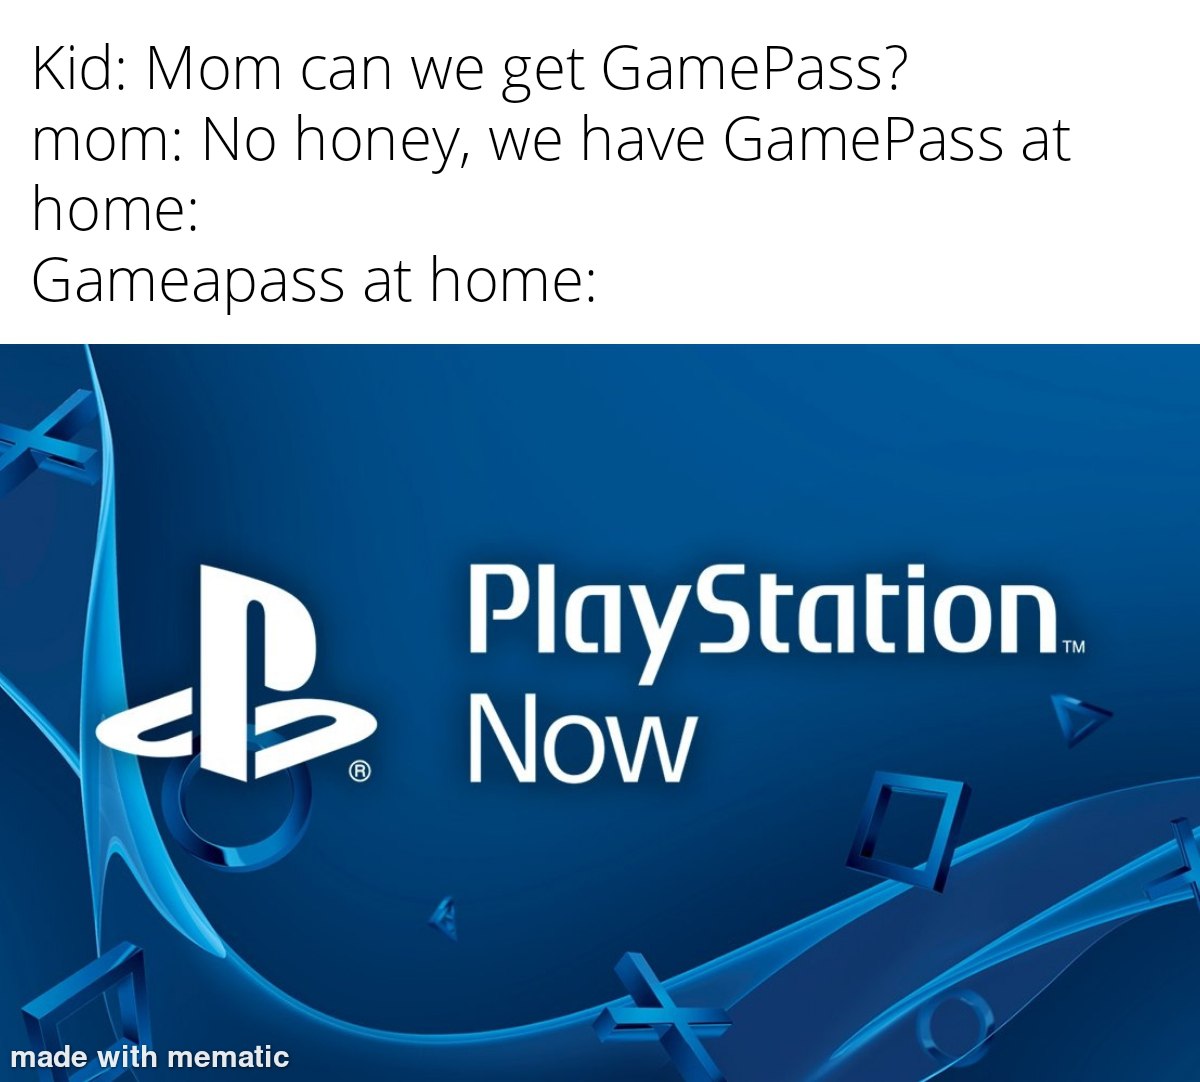 Kid: Mom can we get GamePass?
mom: No honey, we have GamePass at
home:
Gameapass at home:
PlayStation™
Now
®
made with mematic